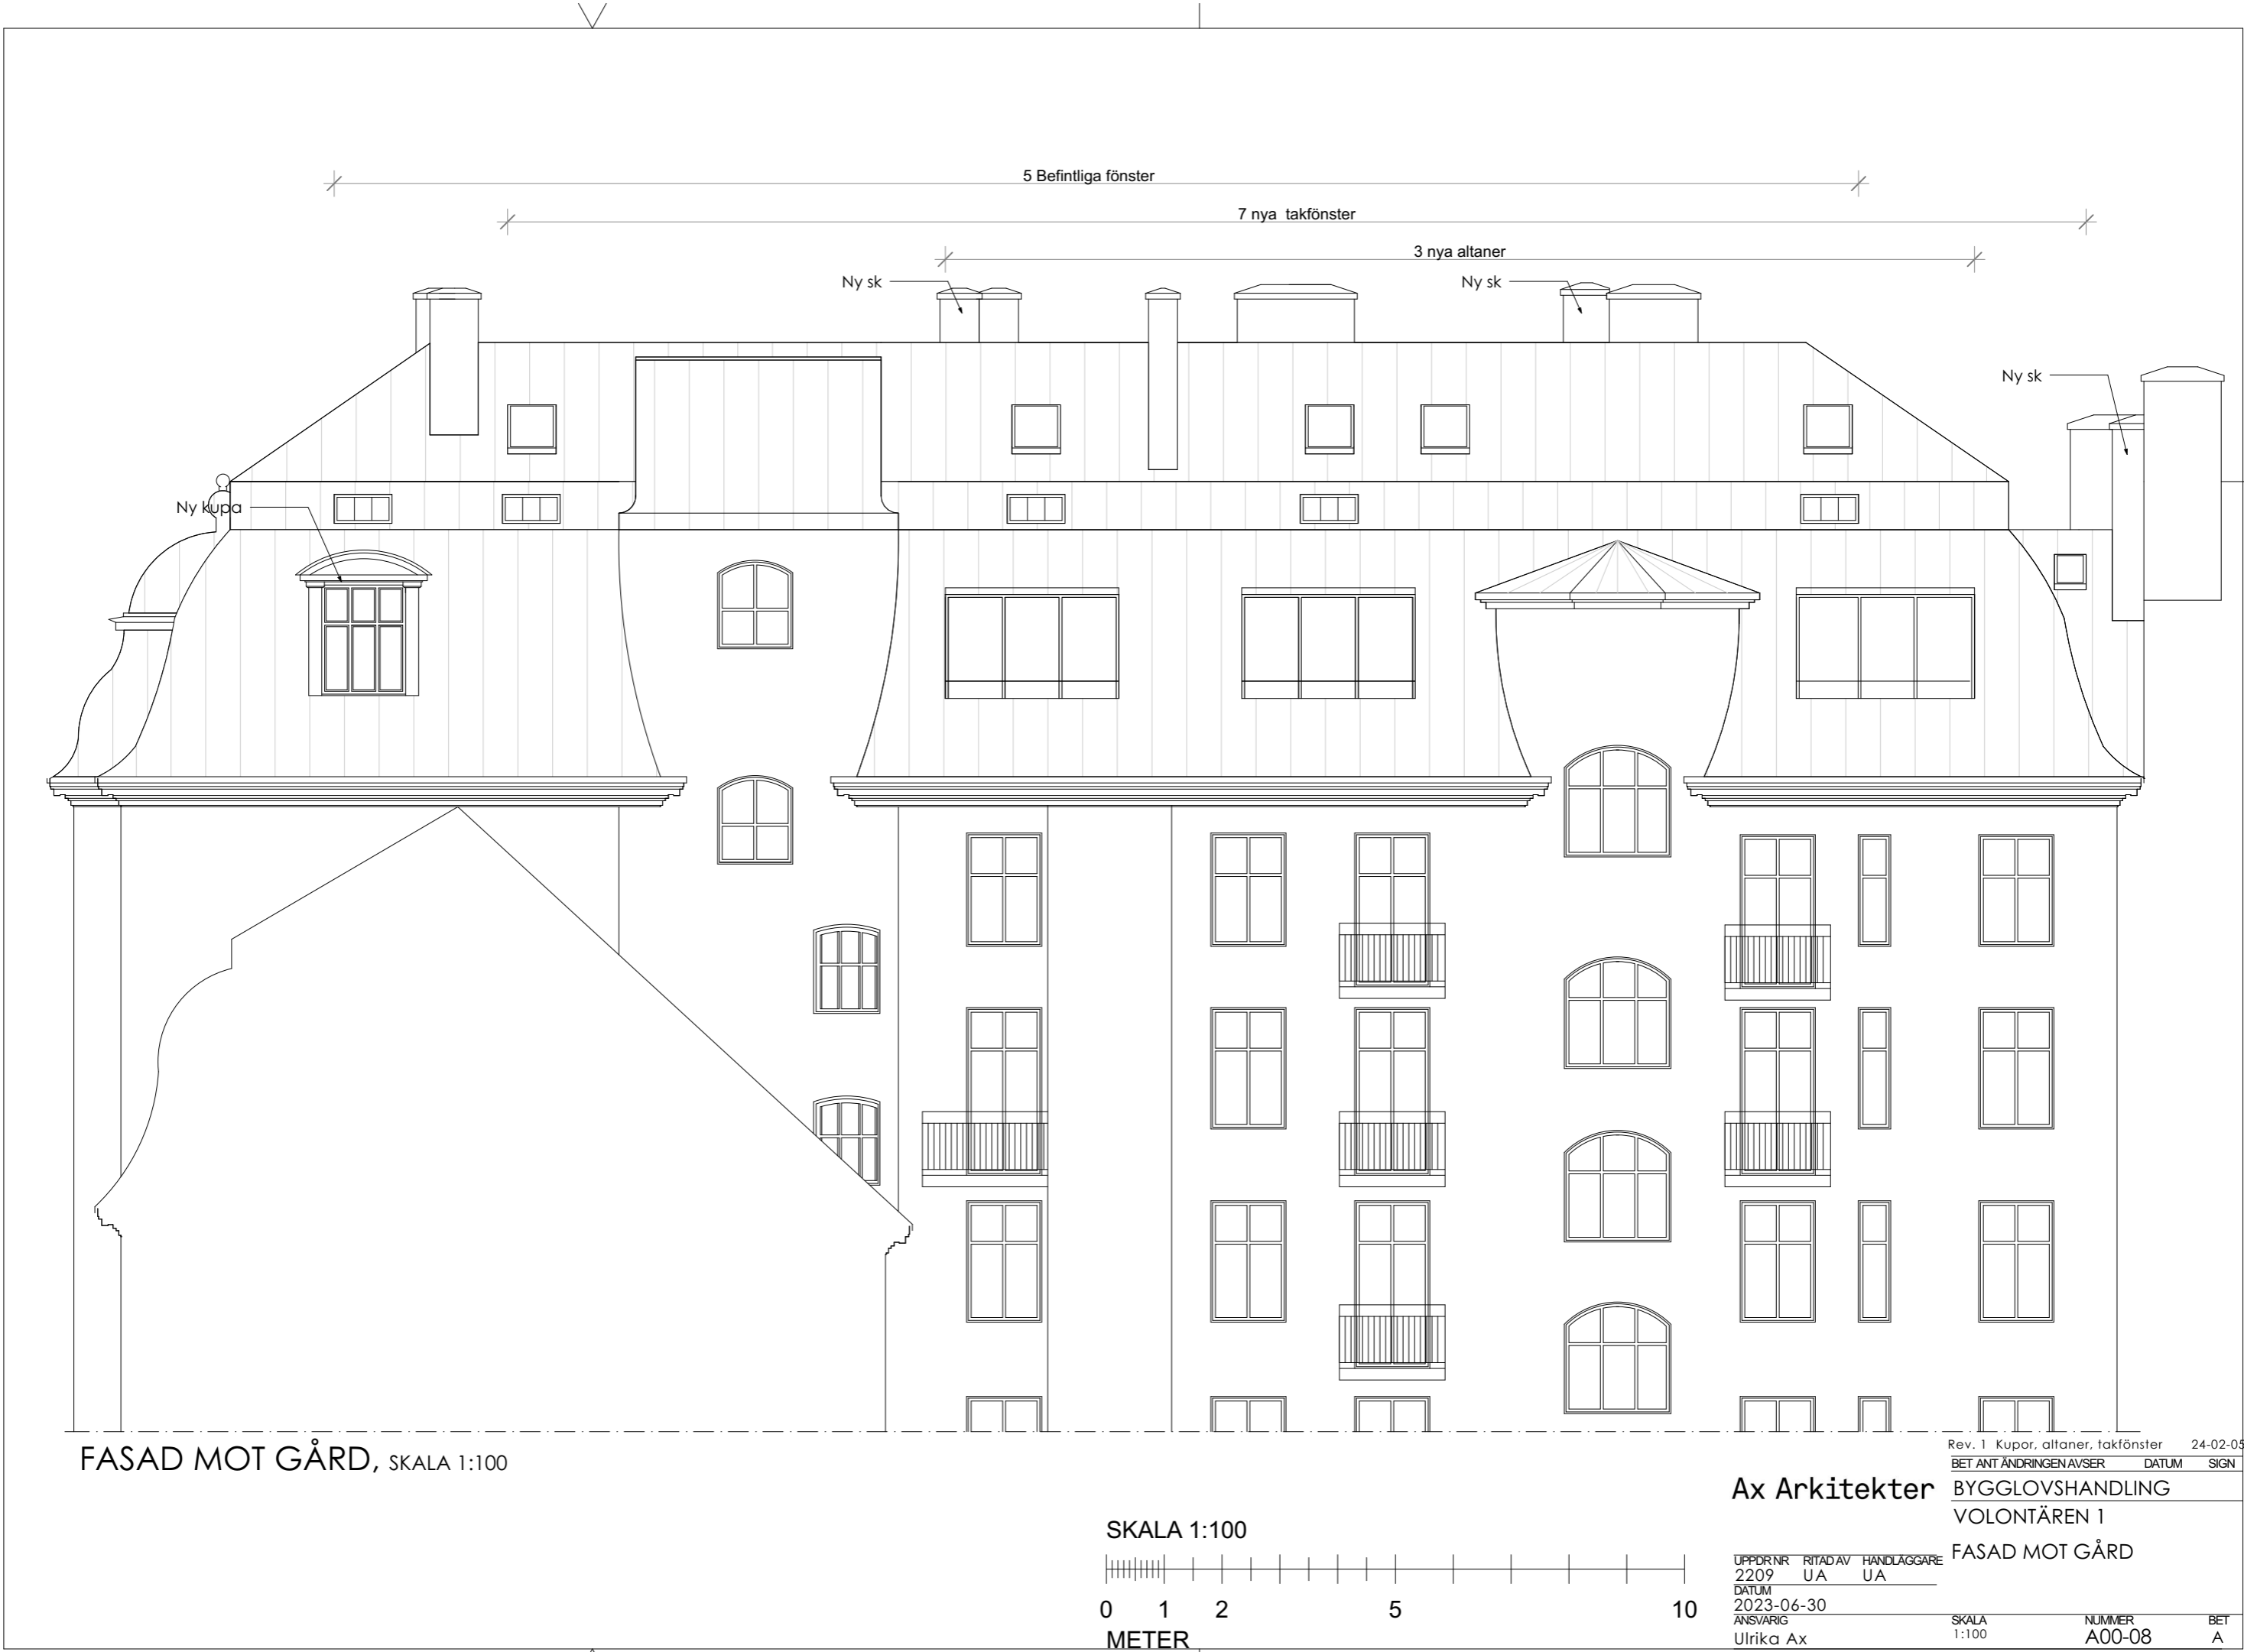 5 Befintliga fönster
7 nya takfönster
3 nya altaner
Ny sk
Ny sk
Ny sk
Ny kupa
FASAD MOT GÅRD, SKALA 1:100
SKALA 1:100
0 1 2 5 10
METER
Ax Arkitekter
Rev. 1 Kupor, altaner, takfönster 24-02-05
BET ANT ÄNDRINGEN AVSER DATUM SIGN
BYGGLOVSHANDLING
VOLONTÄREN 1
FASAD MOT GÅRD
UPPDR NR RITAD AV HANDLÄGGARE
2209 UA UA
DATUM
2023-06-30
ANSVARIG SKALA NUMMER BET
Ulrika Ax 1:100 A00-08 A